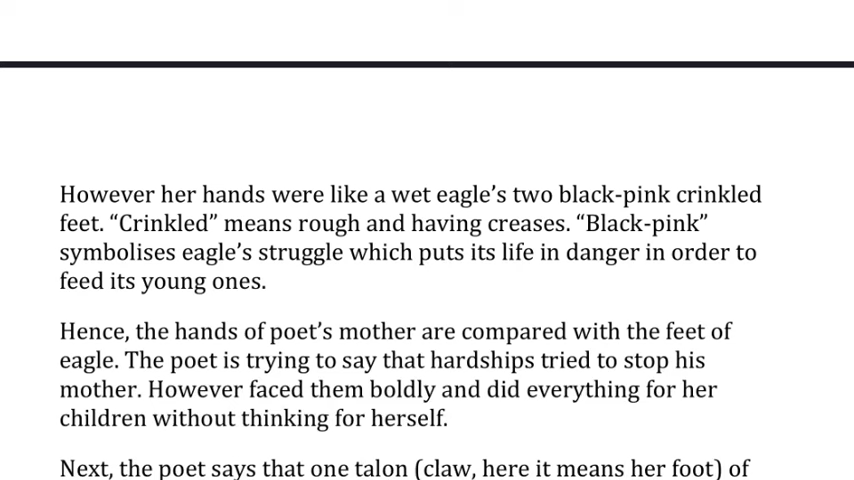 However her hands were like a wet eagle’s two black-pink crinkled
feet. “Crinkled” means rough and having creases. “Black-pink”
symbolises eagle’s struggle which puts its life in danger in order to
feed its young ones.
Hence, the hands of poet’s mother are compared with the feet of
eagle. The poet is trying to say that hardships tried to stop his
mother. However faced them boldly and did everything for her
children without thinking for herself.
Next, the poet says that one talon (claw, here it means her foot) of